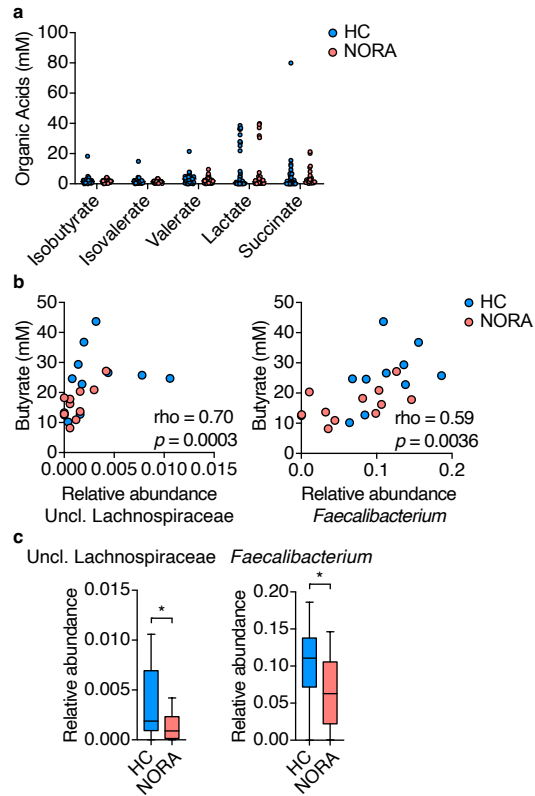 a
100
80
60
40
20
0
Organic Acids (mM)
HC
NORA
Isobutyrate
Isovalerate
Valerate
Lactate
Succinate
b
50
40
30
20
10
0
Butyrate (mM)
rho = 0.70
p = 0.0003
0.000 0.005 0.010 0.015
Relative abundance
Uncl. Lachnospiraceae
50
40
30
20
10
0
Butyrate (mM)
HC
NORA
rho = 0.59
p = 0.0036
0.0 0.1 0.2
Relative abundance
Faecalibacterium
c
Uncl. Lachnospiraceae
0.015
0.010
0.005
0.000
Relative abundance
*
HC
NORA
Faecalibacterium
0.20
0.15
0.10
0.05
0.00
Relative abundance
*
HC
NORA